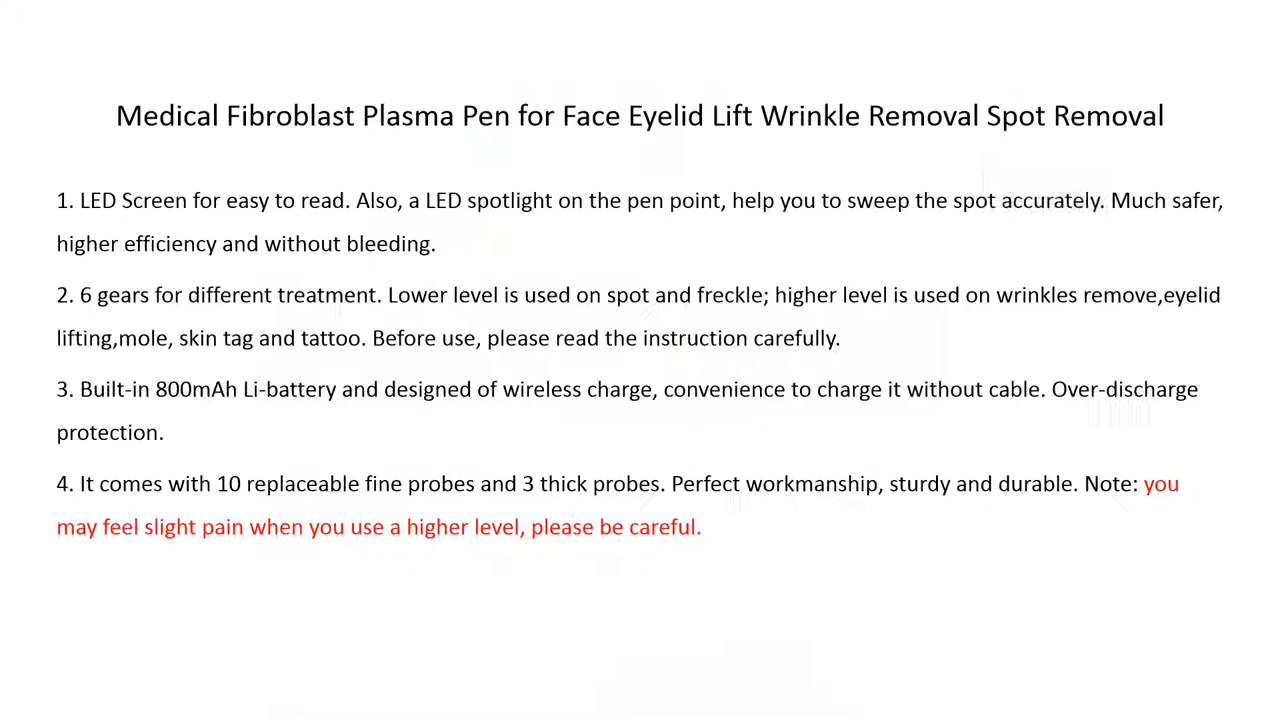 Medical Fibroblast Plasma Pen for Face Eyelid Lift Wrinkle Removal Spot Removal
1. LED Screen for easy to read. Also, a LED spotlight on the pen point, help you to sweep the spot accurately. Much safer,
higher efficiency and without bleeding.
2. 6 gears for different treatment. Lower level is used on spot and freckle; higher level is used on wrinkles remove,eyelid
lifting,mole, skin tag and tattoo. Before use, please read the instruction carefully.
3. Built-in 800mAh Li-battery and designed of wireless charge, convenience to charge it without cable. Over-discharge
protection.
4. It comes with 10 replaceable fine probes and 3 thick probes. Perfect workmanship, sturdy and durable. Note: you
may feel slight pain when you use a higher level, please be careful.